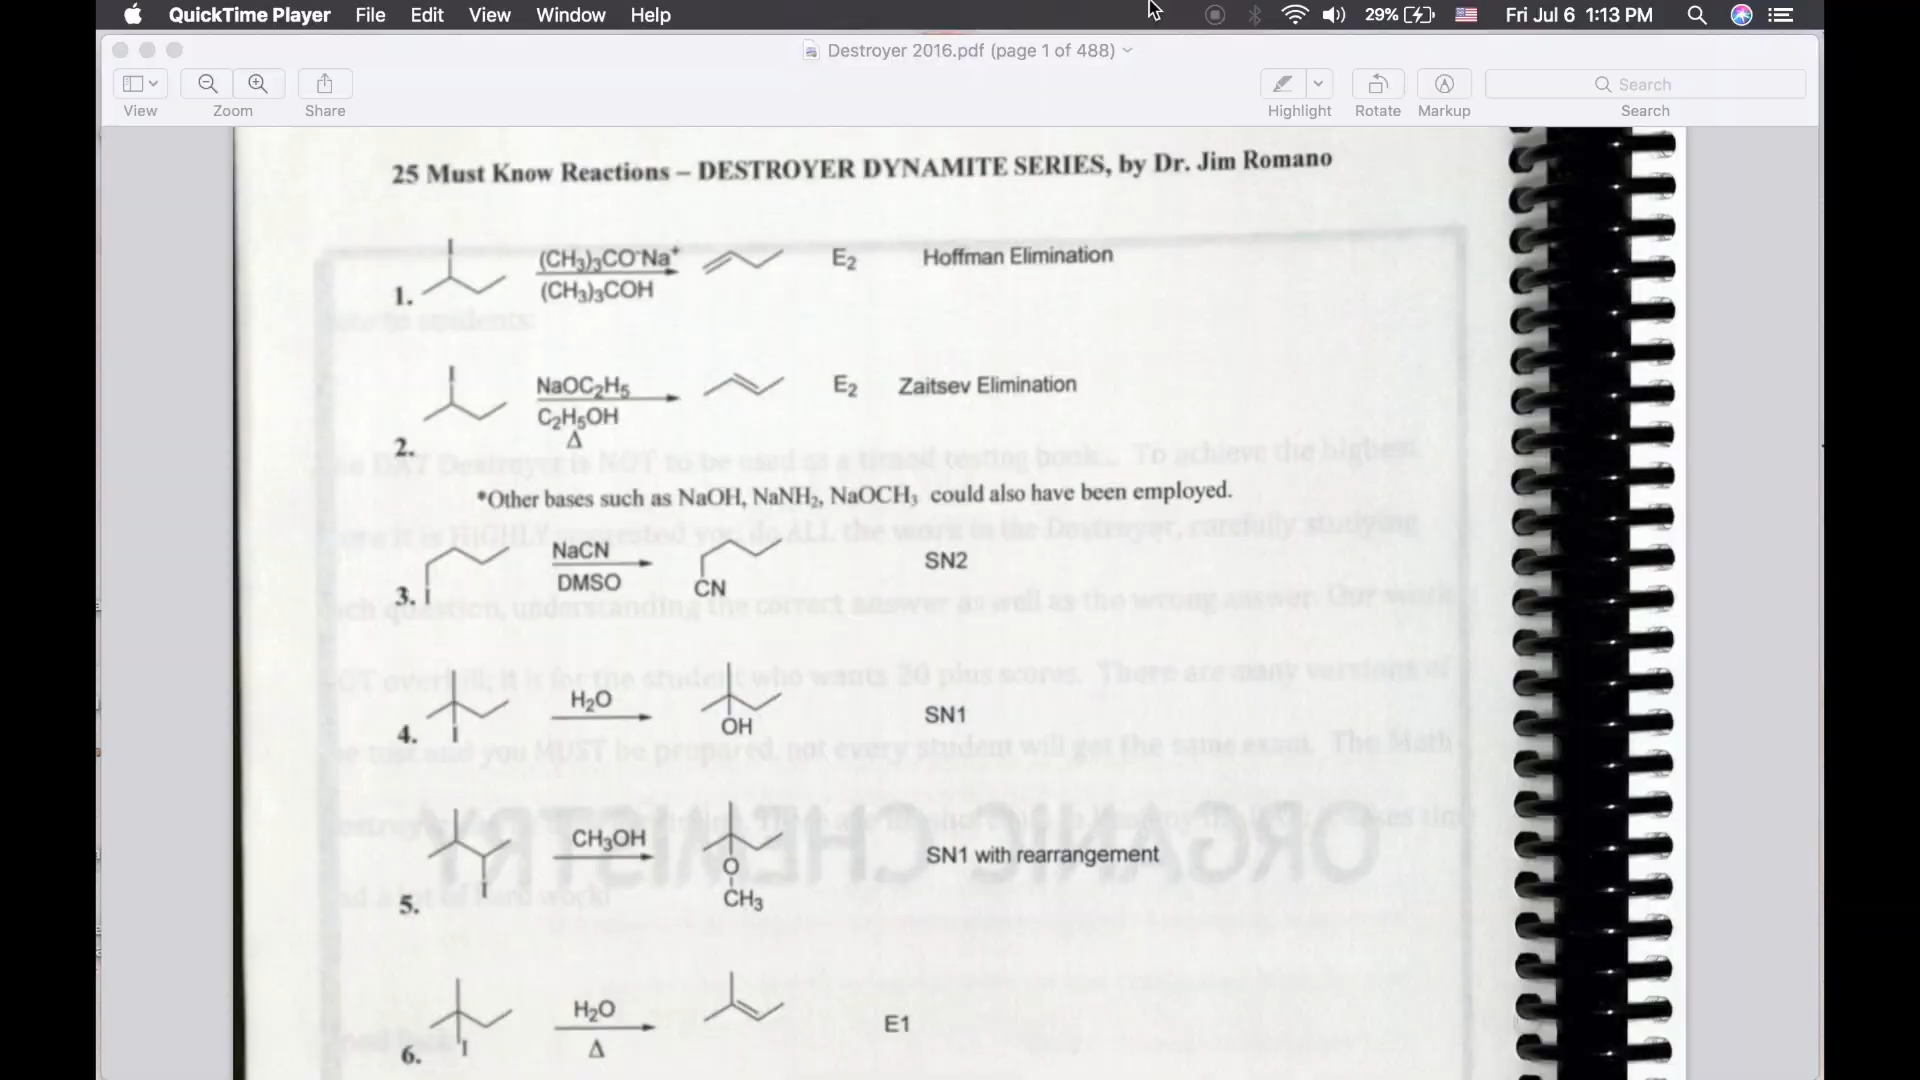 QuickTime Player File Edit View Window Help 29% Fri Jul 6 1:13 PM
Destroyer 2016.pdf (page 1 of 488)
Search
View Zoom Share Highlight Rotate Markup Search
25 Must Know Reactions – DESTROYER DYNAMITE SERIES, by Dr. Jim Romano
1. I (CH₃)₃CO⁻Na⁺ E₂ Hoffman Elimination
(CH₃)₃COH
2. I NaOC₂H₅ E₂ Zaitsev Elimination
C₂H₅OH
Δ
*Other bases such as NaOH, NaNH₂, NaOCH₃ could also have been employed.
3. I NaCN SN2
DMSO CN
4. I H₂O OH SN1
5. I CH₃OH O SN1 with rearrangement
CH₃
6. I H₂O E1
Δ
ORGANIC CHEMISTRY